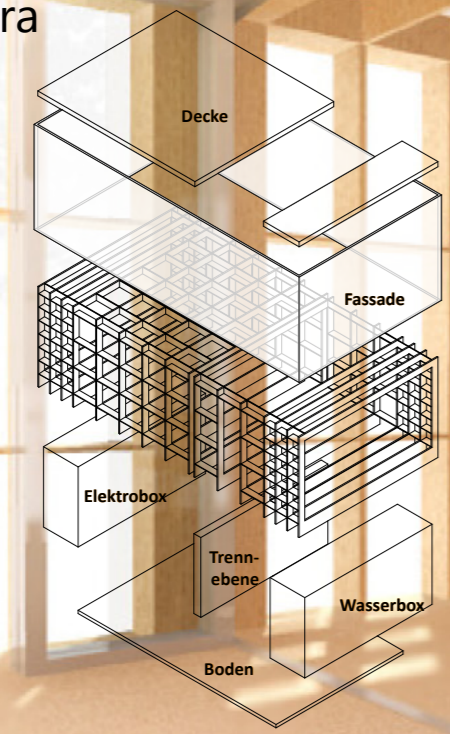 ra
Decke
Fassade
Elektrobox
Trenn-
ebene
Wasserbox
Boden